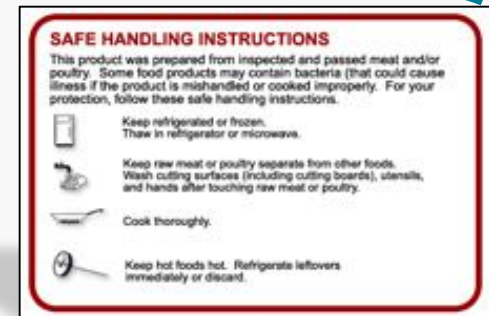 SAFE HANDLING INSTRUCTIONS
This product was prepared from inspected and passed meat and/or
poultry. Some food products may contain bacteria (that could cause
illness if the product is mishandled or cooked improperly. For your
protection, follow these safe handling instructions.
Keep refrigerated or frozen.
Thaw in refrigerator or microwave.
Keep raw meat or poultry separate from other foods.
Wash cutting surfaces (including cutting boards), utensils,
and hands after touching raw meat or poultry.
Cook thoroughly.
Keep hot foods hot. Refrigerate leftovers
immediately or discard.